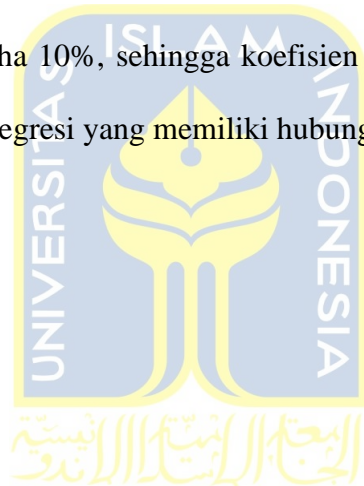 ha 10%, sehingga koefisien
egresi yang memiliki hubung
UNIVERSITAS ISLAM INDONESIA